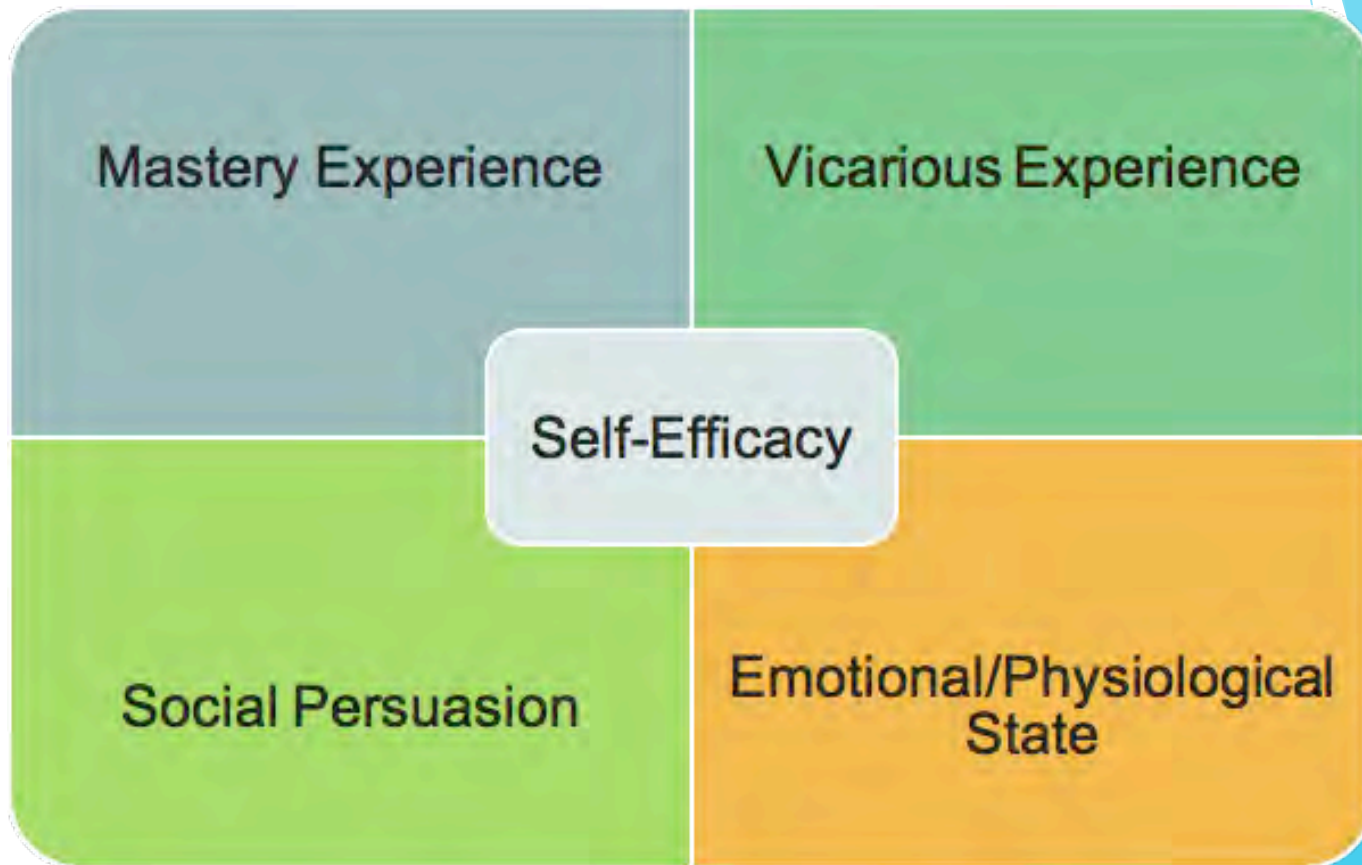 Mastery Experience
Vicarious Experience
Self-Efficacy
Social Persuasion
Emotional/Physiological
State